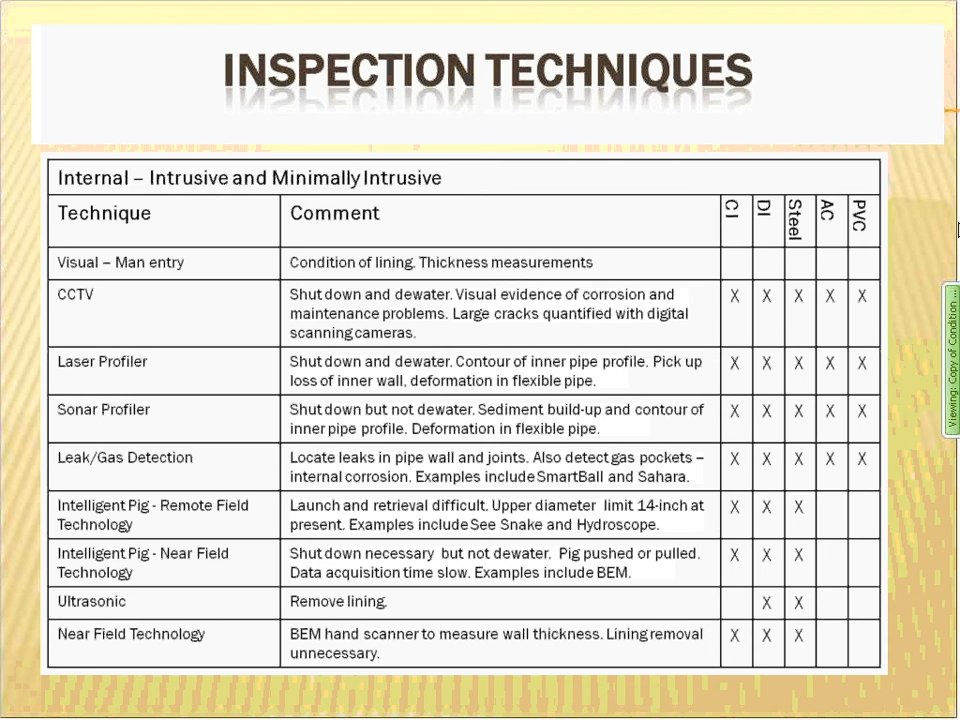 INSPECTION TECHNIQUES
Internal – Intrusive and Minimally Intrusive
Technique Comment CI DI Steel AC PVC
Visual – Man entry Condition of lining. Thickness measurements
CCTV Shut down and dewater. Visual evidence of corrosion and X X X X X
maintenance problems. Large cracks quantified with digital
scanning cameras.
Laser Profiler Shut down and dewater. Contour of inner pipe profile. Pick up X X X X X
loss of inner wall, deformation in flexible pipe.
Sonar Profiler Shut down but not dewater. Sediment build-up and contour of X X X X X
inner pipe profile. Deformation in flexible pipe.
Leak/Gas Detection Locate leaks in pipe wall and joints. Also detect gas pockets – X X X X X
internal corrosion. Examples include SmartBall and Sahara.
Intelligent Pig - Remote Field Launch and retrieval difficult. Upper diameter limit 14-inch at X X X
Technology present. Examples include See Snake and Hydroscope.
Intelligent Pig - Near Field Shut down necessary but not dewater. Pig pushed or pulled. X X X
Technology Data acquisition time slow. Examples include BEM.
Ultrasonic Remove lining. X X
Near Field Technology BEM hand scanner to measure wall thickness. Lining removal X X X
unnecessary.
Viewing: Copy of Condition ...